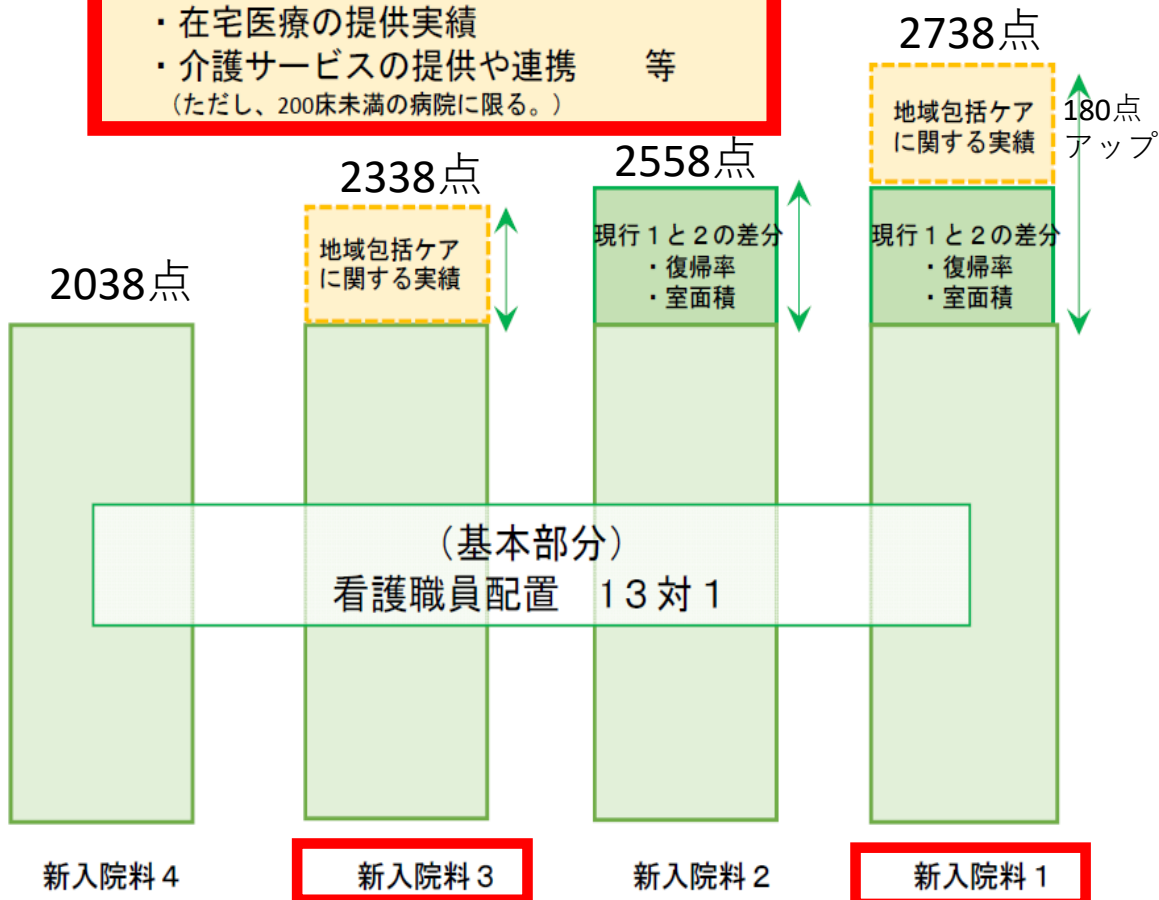 ・在宅医療の提供実績
・介護サービスの提供や連携　　等
（ただし、200床未満の病院に限る。）
2738点
地域包括ケア
に関する実績
180点
アップ
2558点
2338点
現行１と２の差分
・復帰率
・室面積
現行１と２の差分
・復帰率
・室面積
地域包括ケア
に関する実績
2038点
（基本部分）
看護職員配置　１３対１
新入院料４
新入院料３
新入院料２
新入院料１